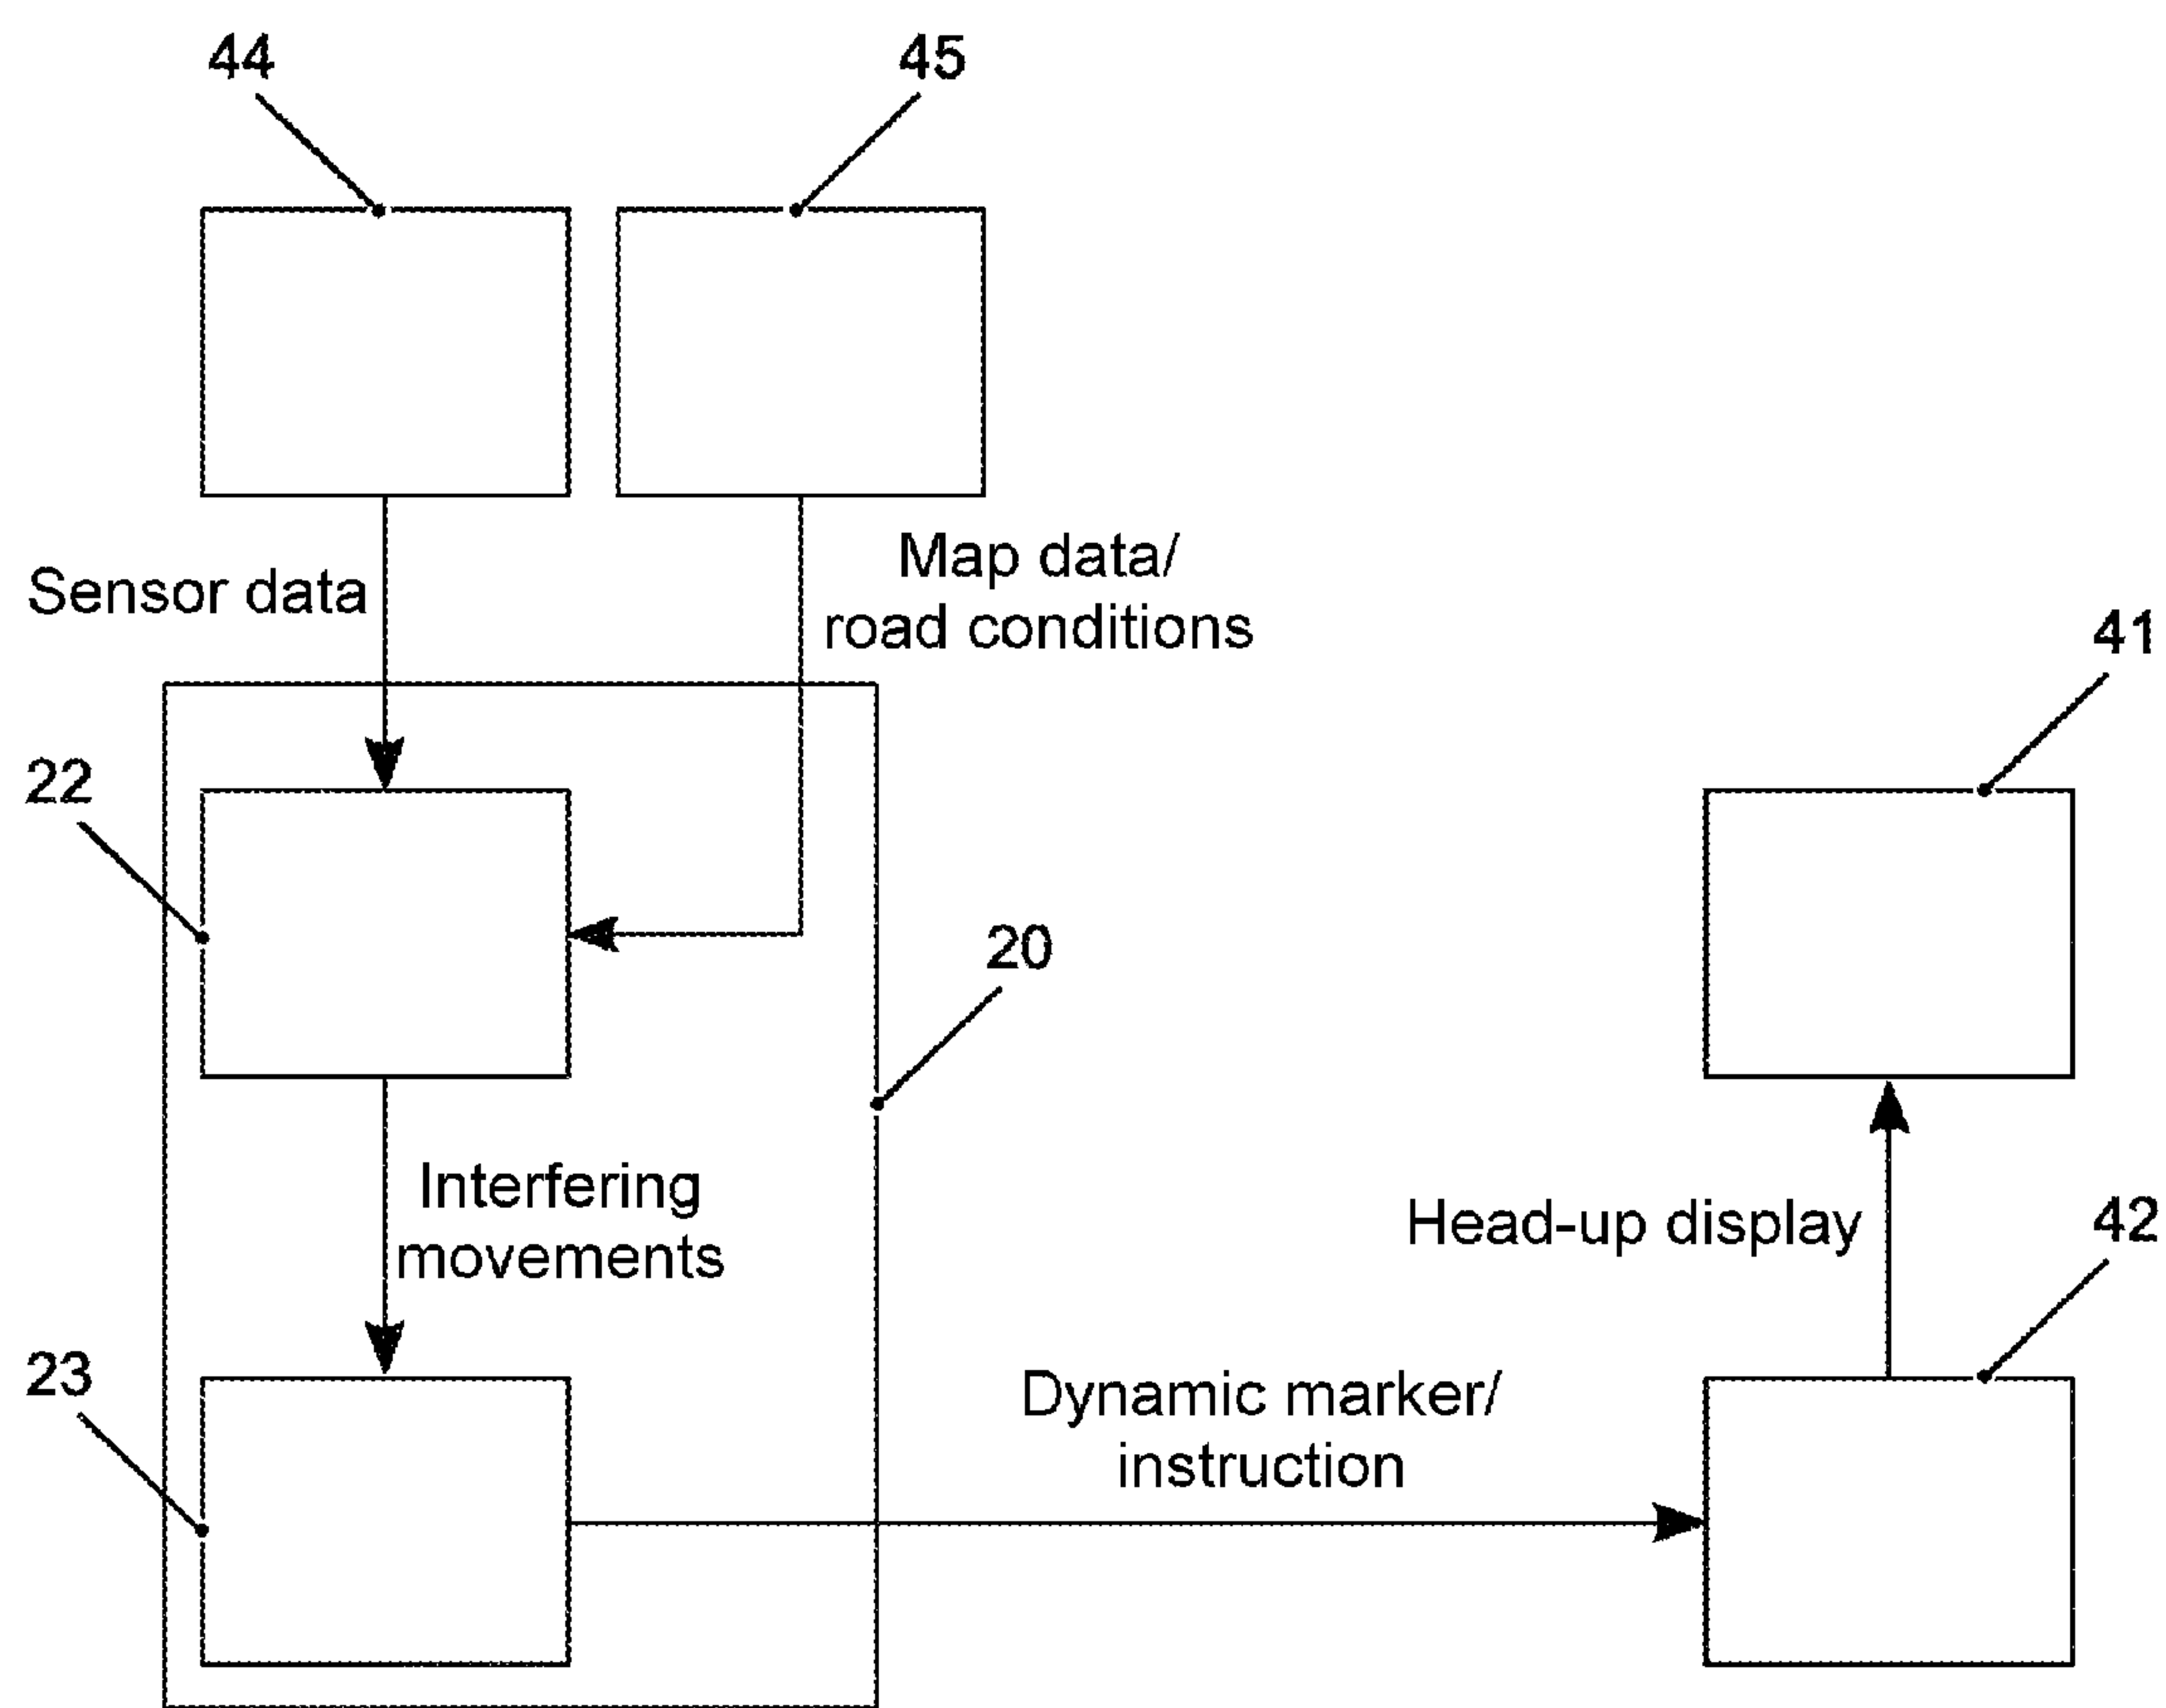 44
45
Sensor data
Map data/
road conditions
41
22
20
Interfering
movements
Head-up display
42
23
Dynamic marker/
instruction